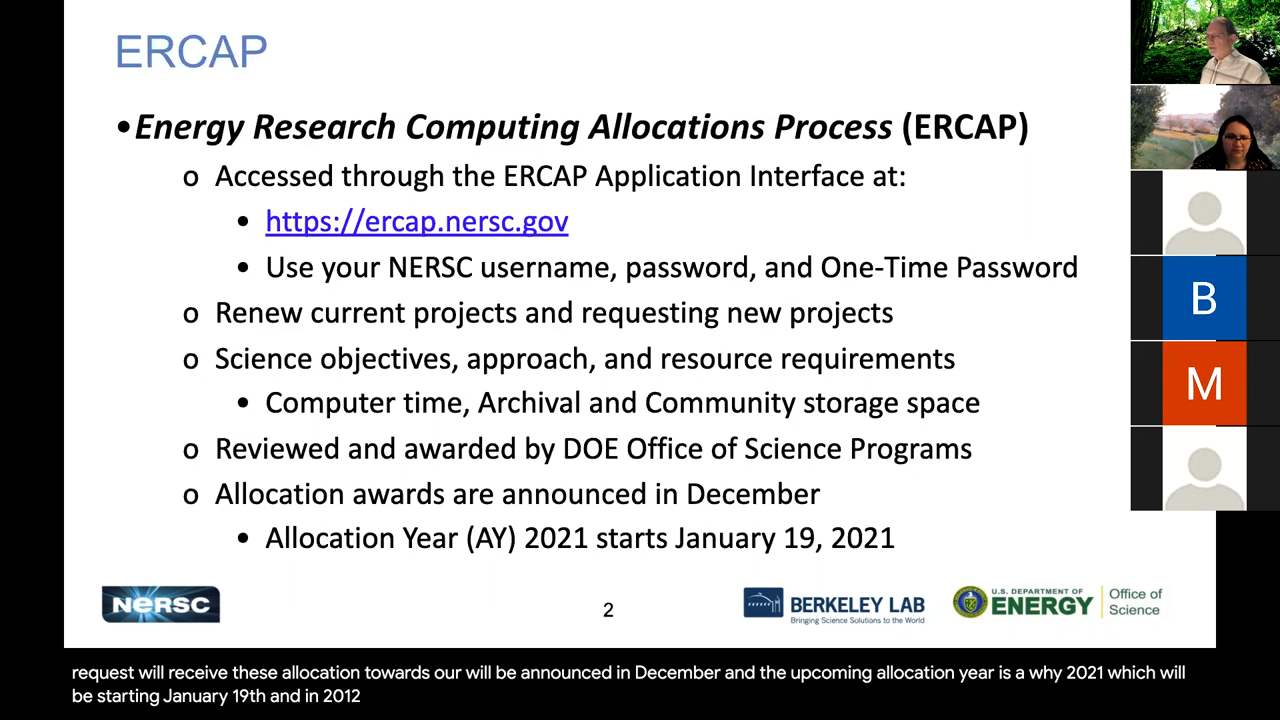 ERCAP
•Energy Research Computing Allocations Process (ERCAP)
o Accessed through the ERCAP Application Interface at:
• https://ercap.nersc.gov
• Use your NERSC username, password, and One-Time Password
o Renew current projects and requesting new projects
o Science objectives, approach, and resource requirements
• Computer time, Archival and Community storage space
o Reviewed and awarded by DOE Office of Science Programs
o Allocation awards are announced in December
• Allocation Year (AY) 2021 starts January 19, 2021
B
M
NERSC
2
BERKELEY LAB
Bringing Science Solutions to the World
U.S. DEPARTMENT OF
ENERGY
Office of
Science
request will receive these allocation towards our will be announced in December and the upcoming allocation year is a why 2021 which will
be starting January 19th and in 2012